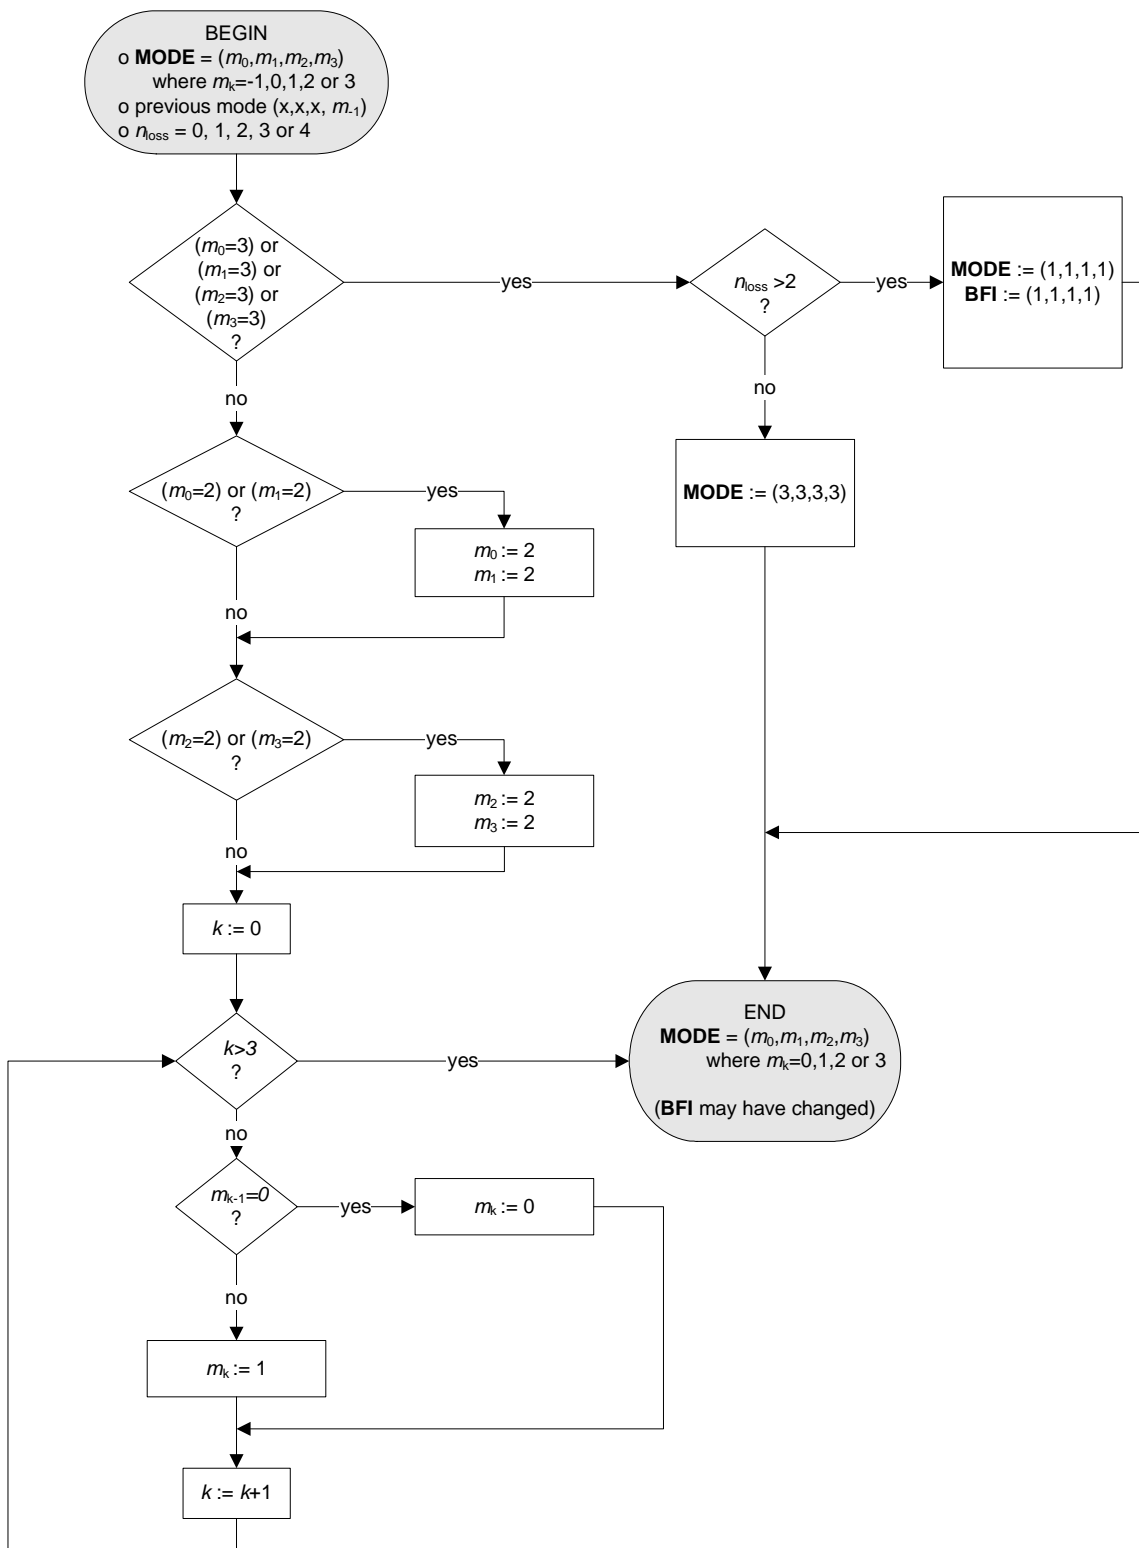 BEGIN
o MODE = (m0,m1,m2,m3)
where mk=-1,0,1,2 or 3
o previous mode (x,x,x, m-1)
o nloss = 0, 1, 2, 3 or 4
(m0=3) or
(m1=3) or
(m2=3) or
(m3=3)
?
yes
nloss >2
?
yes
MODE := (1,1,1,1)
BFI := (1,1,1,1)
no
no
MODE := (3,3,3,3)
(m0=2) or (m1=2)
?
yes
m0 := 2
m1 := 2
no
(m2=2) or (m3=2)
?
yes
m2 := 2
m3 := 2
no
k := 0
k>3
?
yes
END
MODE = (m0,m1,m2,m3)
where mk=0,1,2 or 3
(BFI may have changed)
no
mk-1=0
?
yes
mk := 0
no
mk := 1
k := k+1